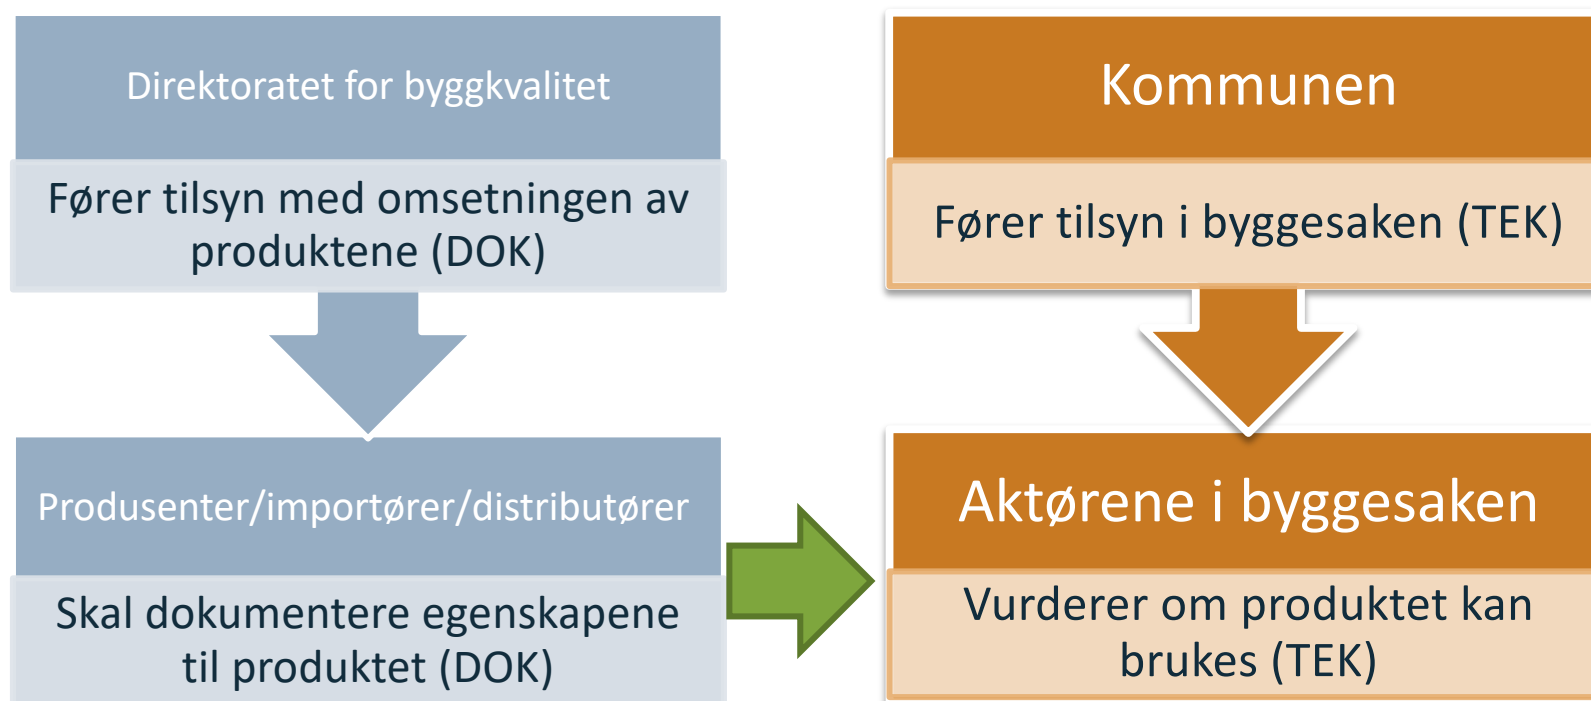 Direktoratet for byggkvalitet
Fører tilsyn med omsetningen av
produktene (DOK)
Produsenter/importører/distributører
Skal dokumentere egenskapene
til produktet (DOK)
Kommunen
Fører tilsyn i byggesaken (TEK)
Aktørene i byggesaken
Vurderer om produktet kan
brukes (TEK)